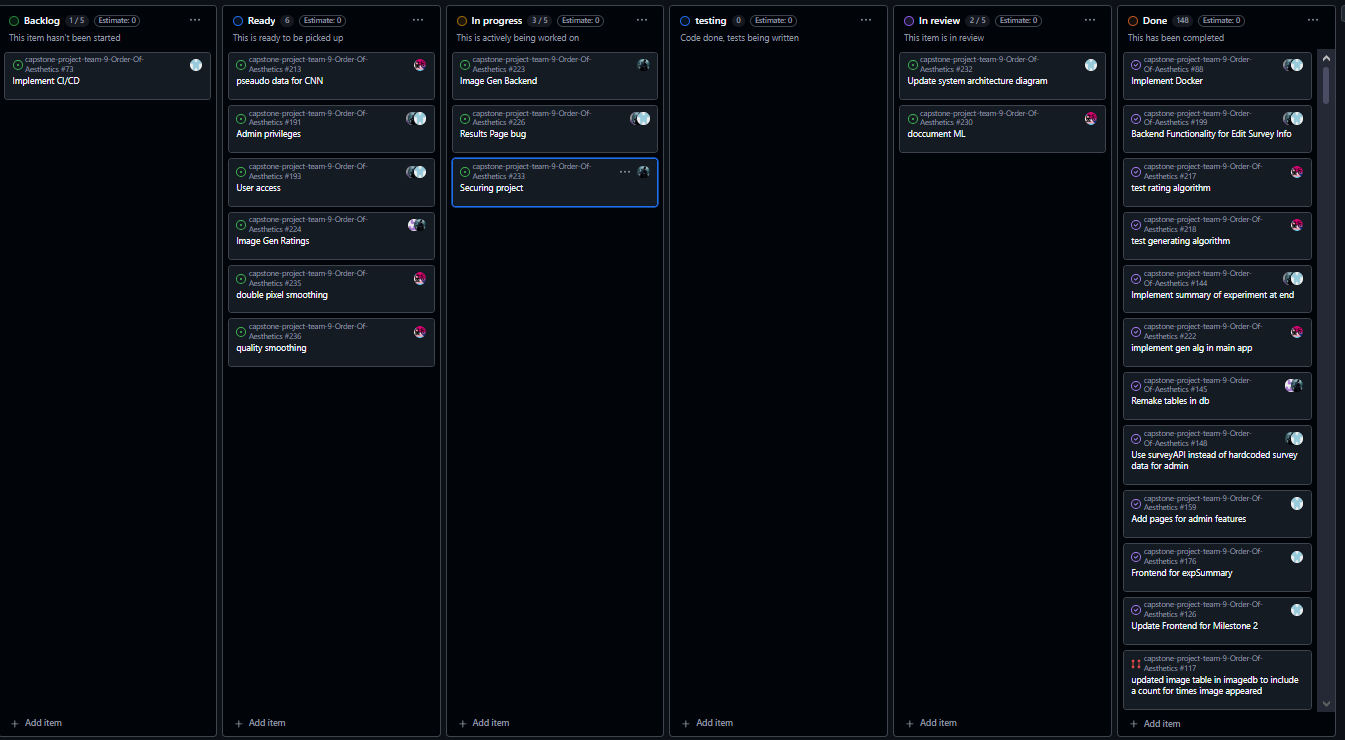 Backlog 1 / 5 Estimate: 0
This item hasn't been started
capstone-project-team-9-Order-Of-
Aesthetics #73
Implement CI/CD
+ Add item
Ready 6 Estimate: 0
This is ready to be picked up
capstone-project-team-9-Order-Of-
Aesthetics #213
pseudo data for CNN
capstone-project-team-9-Order-Of-
Aesthetics #191
Admin privileges
capstone-project-team-9-Order-Of-
Aesthetics #193
User access
capstone-project-team-9-Order-Of-
Aesthetics #224
Image Gen Ratings
capstone-project-team-9-Order-Of-
Aesthetics #235
double pixel smoothing
capstone-project-team-9-Order-Of-
Aesthetics #236
quality smoothing
+ Add item
In progress 3 / 5 Estimate: 0
This is actively being worked on
capstone-project-team-9-Order-Of-
Aesthetics #223
Image Gen Backend
capstone-project-team-9-Order-Of-
Aesthetics #226
Results Page bug
capstone-project-team-9-Order-Of-
Aesthetics #233
Securing project
+ Add item
testing 0 Estimate: 0
Code done, tests being written
+ Add item
In review 2 / 5 Estimate: 0
This item is in review
capstone-project-team-9-Order-Of-
Aesthetics #232
Update system architecture diagram
capstone-project-team-9-Order-Of-
Aesthetics #230
doccument ML
+ Add item
Done 148 Estimate: 0
This has been completed
capstone-project-team-9-Order-
Of-Aesthetics #88
Implement Docker
capstone-project-team-9-Order-
Of-Aesthetics #199
Backend Functionality for Edit Survey Info
capstone-project-team-9-Order-Of-
Aesthetics #217
test rating algorithm
capstone-project-team-9-Order-Of-
Aesthetics #218
test generating algorithm
capstone-project-team-9-Order-
Of-Aesthetics #144
Implement summary of experiment at end
capstone-project-team-9-Order-Of-
Aesthetics #222
implement gen alg in main app
capstone-project-team-9-Order-
Of-Aesthetics #145
Remake tables in db
capstone-project-team-9-Order-
Of-Aesthetics #148
Use surveyAPI instead of hardcoded survey
data for admin
capstone-project-team-9-Order-Of-
Aesthetics #159
Add pages for admin features
capstone-project-team-9-Order-Of-
Aesthetics #176
Frontend for expSummary
capstone-project-team-9-Order-Of-
Aesthetics #126
Update Frontend for Milestone 2
capstone-project-team-9-Order-Of-
Aesthetics #117
updated image table in imagedb to include
a count for times image appeared
+ Add item